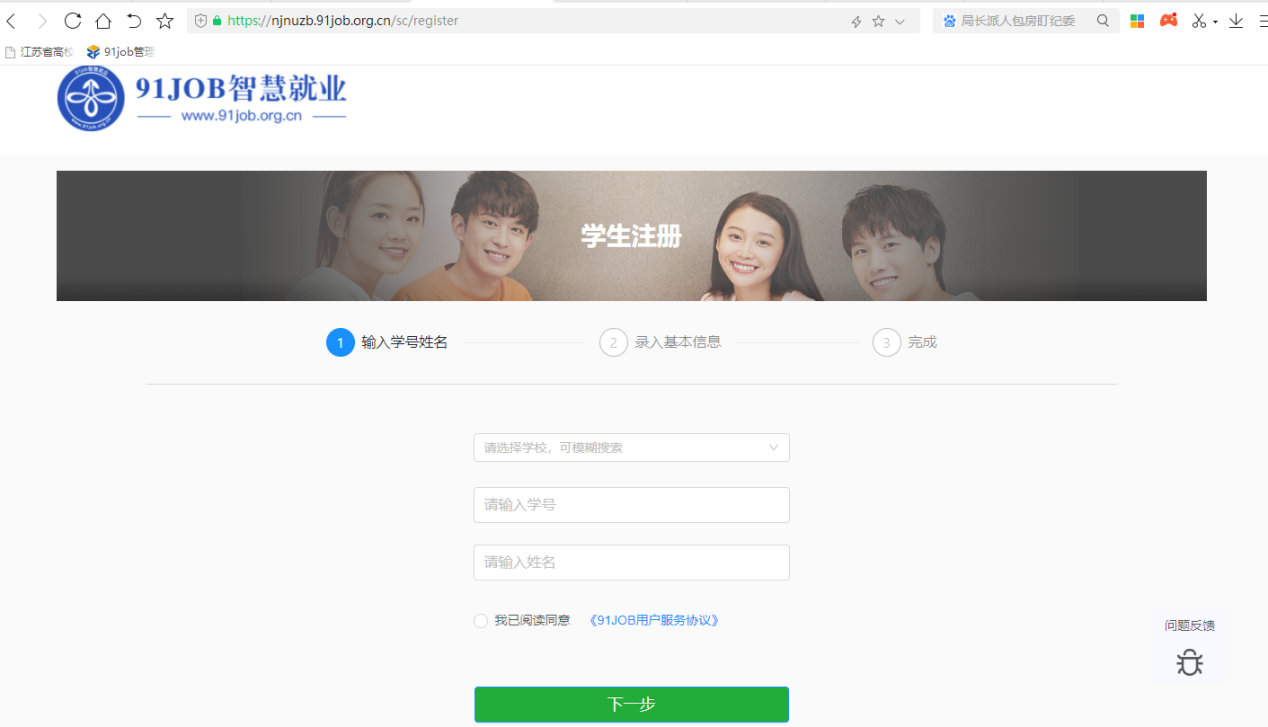 https://njnuzb.91job.org.cn/sc/register
局长派人包房盯纪委
江苏省高校
91job管理
91JOB智慧就业
www.91job.org.cn
学生注册
1 输入学号姓名
2 录入基本信息
3 完成
请选择学校，可模糊搜索
请输入学号
请输入姓名
我已阅读同意 《91JOB用户服务协议》
问题反馈
下一步